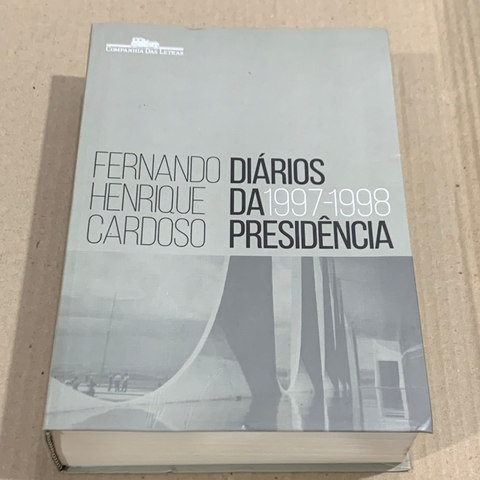 COMPANHIA DAS LETRAS
FERNANDO
HENRIQUE
CARDOSO
DIÁRIOS
DA 1997-1998
PRESIDÊNCIA